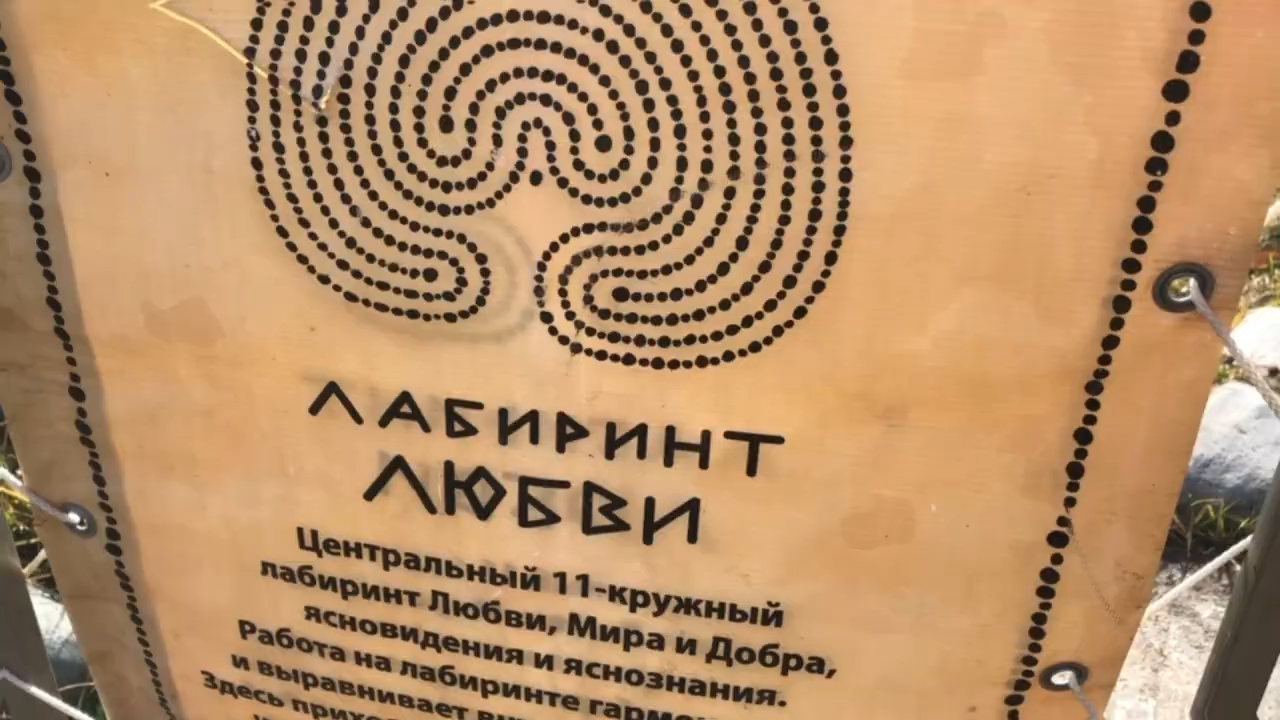 ЛАБИРИНТ
ЛЮБВИ
Центральный 11-кружный
лабиринт Любви, Мира и Добра,
ясновидения и яснознания.
Работа на лабиринте
и выравнивает
Здесь